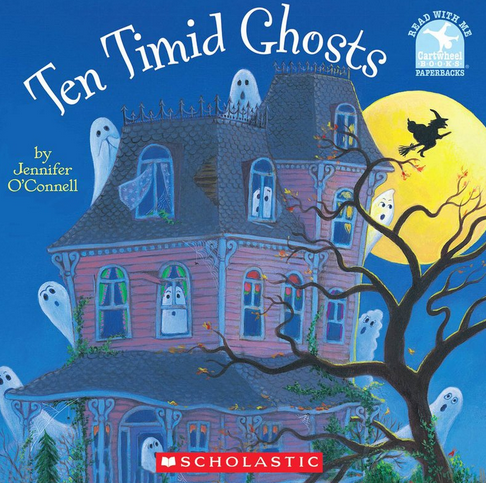 Ten Timid Ghosts
by
Jennifer
O'Connell
READ WITH ME
Cartwheel
BOOKS®
PAPERBACKS
SCHOLASTIC